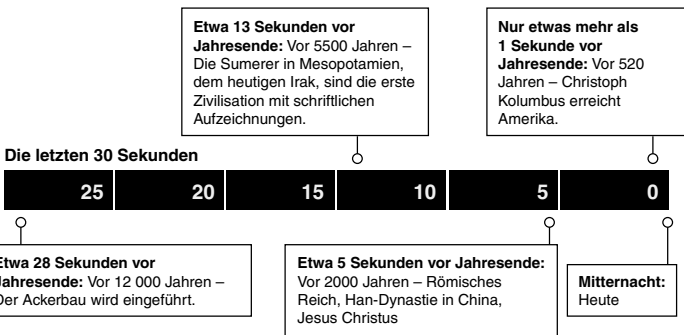 Etwa 13 Sekunden vor
Jahresende: Vor 5500 Jahren –
Die Sumerer in Mesopotamien,
dem heutigen Irak, sind die erste
Zivilisation mit schriftlichen
Aufzeichnungen.
Nur etwas mehr als
1 Sekunde vor
Jahresende: Vor 520
Jahren – Christoph
Kolumbus erreicht
Amerika.
Die letzten 30 Sekunden
25 20 15 10 5 0
Etwa 28 Sekunden vor
Jahresende: Vor 12 000 Jahren –
Der Ackerbau wird eingeführt.
Etwa 5 Sekunden vor Jahresende:
Vor 2000 Jahren – Römisches
Reich, Han-Dynastie in China,
Jesus Christus
Mitternacht:
Heute